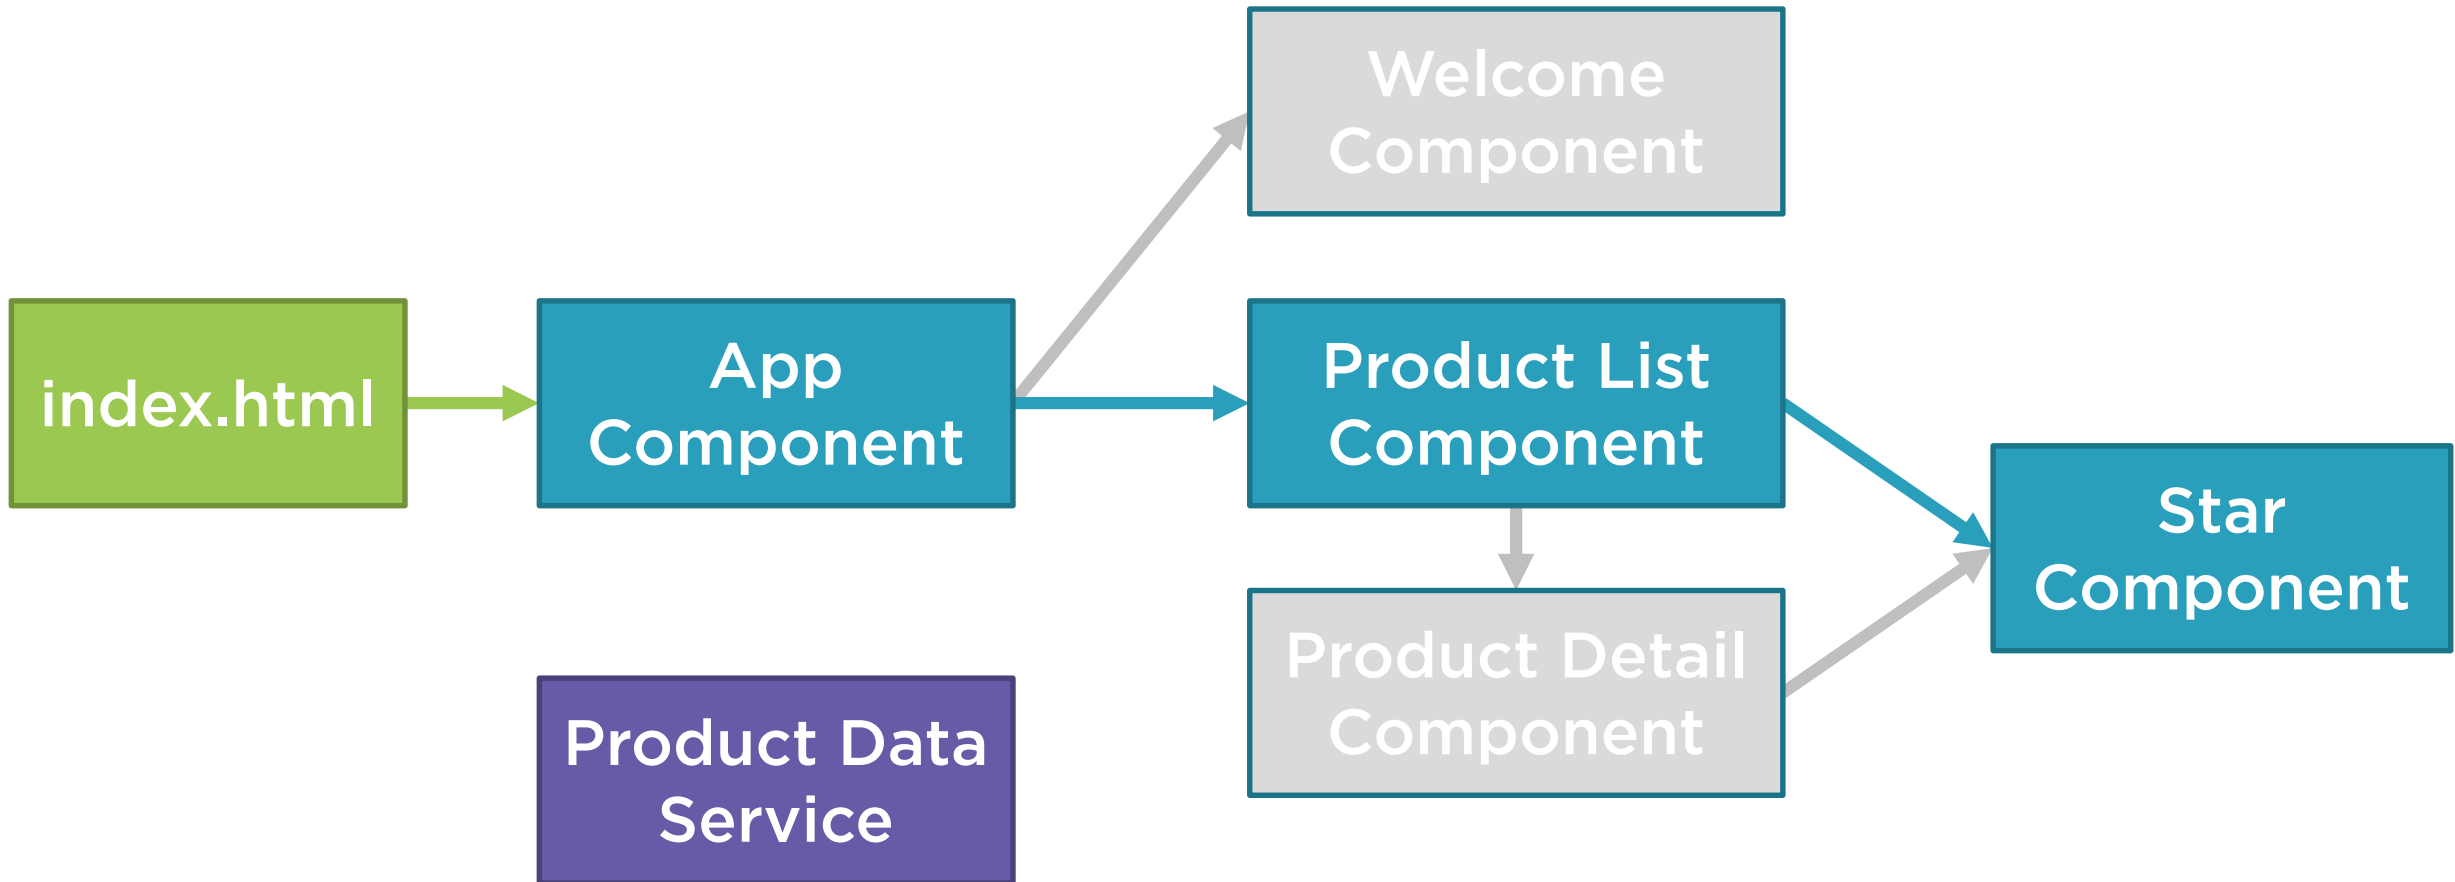 Welcome
Component
index.html
App
Component
Product List
Component
Star
Component
Product Detail
Component
Product Data
Service